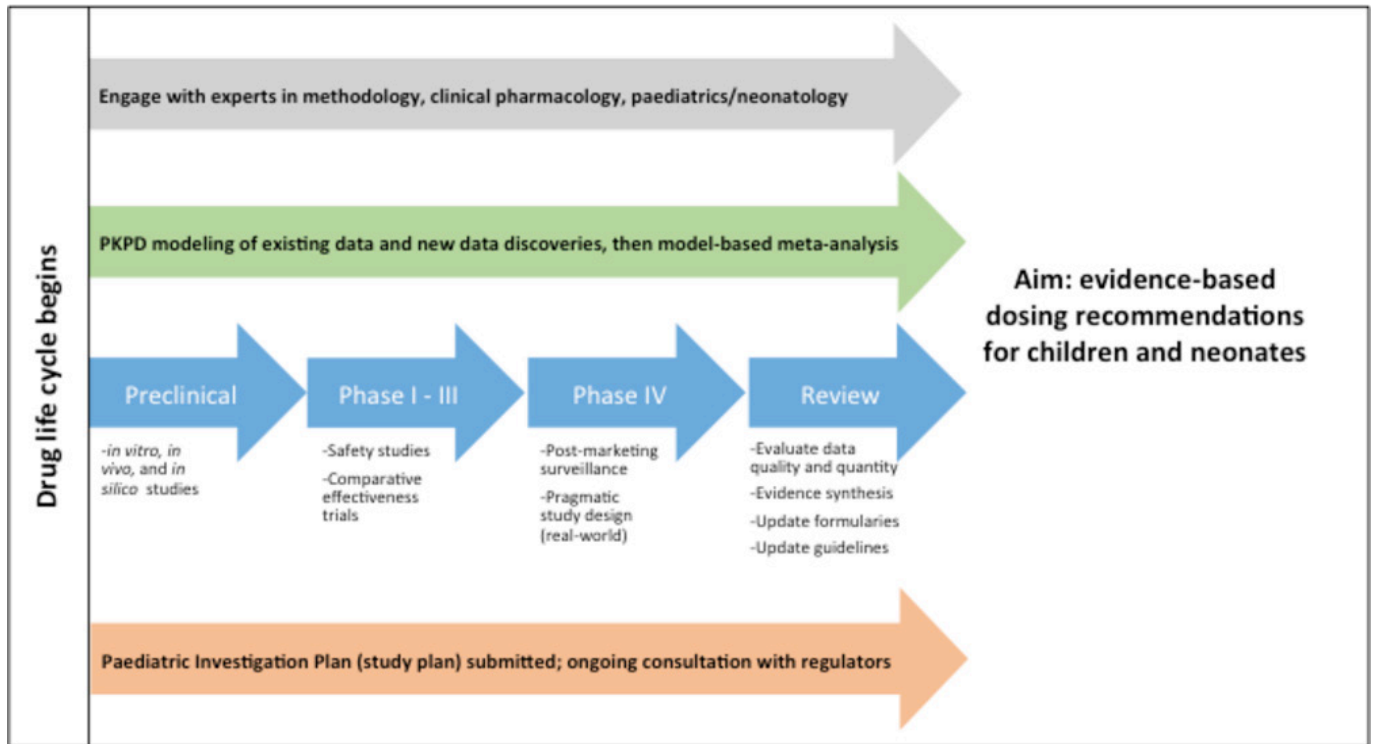 Drug life cycle begins
Engage with experts in methodology, clinical pharmacology, paediatrics/neonatology
PKPD modeling of existing data and new data discoveries, then model-based meta-analysis
Preclinical
-in vitro, in
vivo, and in
silico studies
Phase I - III
-Safety studies
-Comparative
effectiveness
trials
Phase IV
-Post-marketing
surveillance
-Pragmatic
study design
(real-world)
Review
-Evaluate data
quality and quantity
-Evidence synthesis
-Update formularies
-Update guidelines
Paediatric Investigation Plan (study plan) submitted; ongoing consultation with regulators
Aim: evidence-based
dosing recommendations
for children and neonates